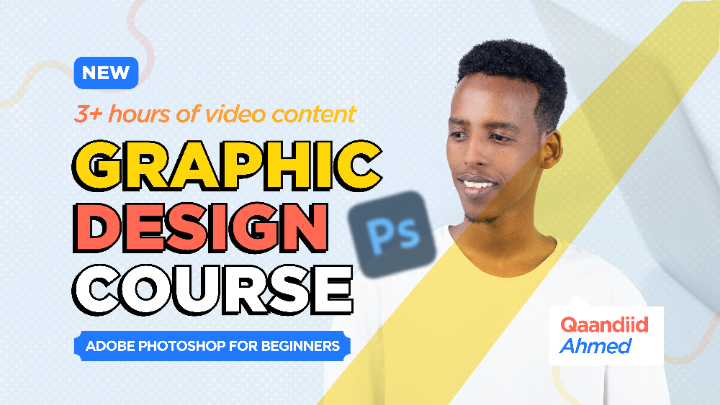 NEW
3+ hours of video content
GRAPHIC
DESIGN
COURSE
Ps
ADOBE PHOTOSHOP FOR BEGINNERS
Qaandiid
Ahmed